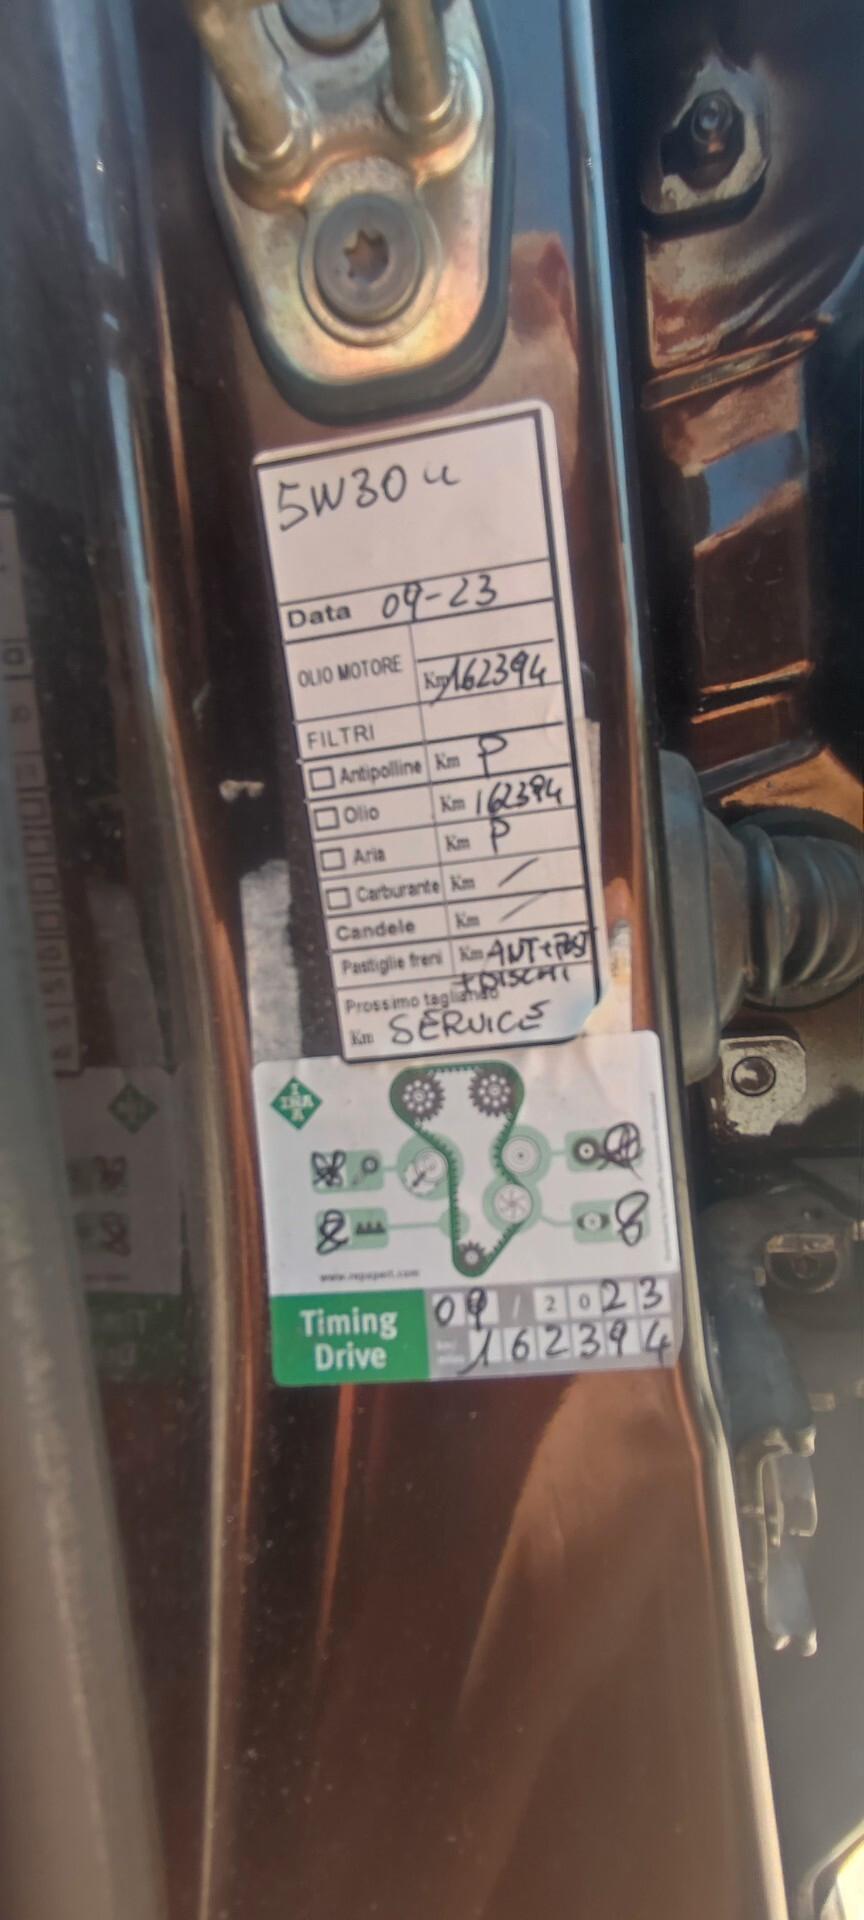 5W30
Data 09-23
OLIO MOTORE Km 162394
FILTRI
Antipolline Km P
Olio Km 162394
Aria Km P
Carburante Km /
Candele Km /
Pastiglie freni Km ANT+POST
+DISCHI
Prossimo tagliando
Km SERVICE
INA
www.repxpert.com
09 / 2023
Timing Drive
162394